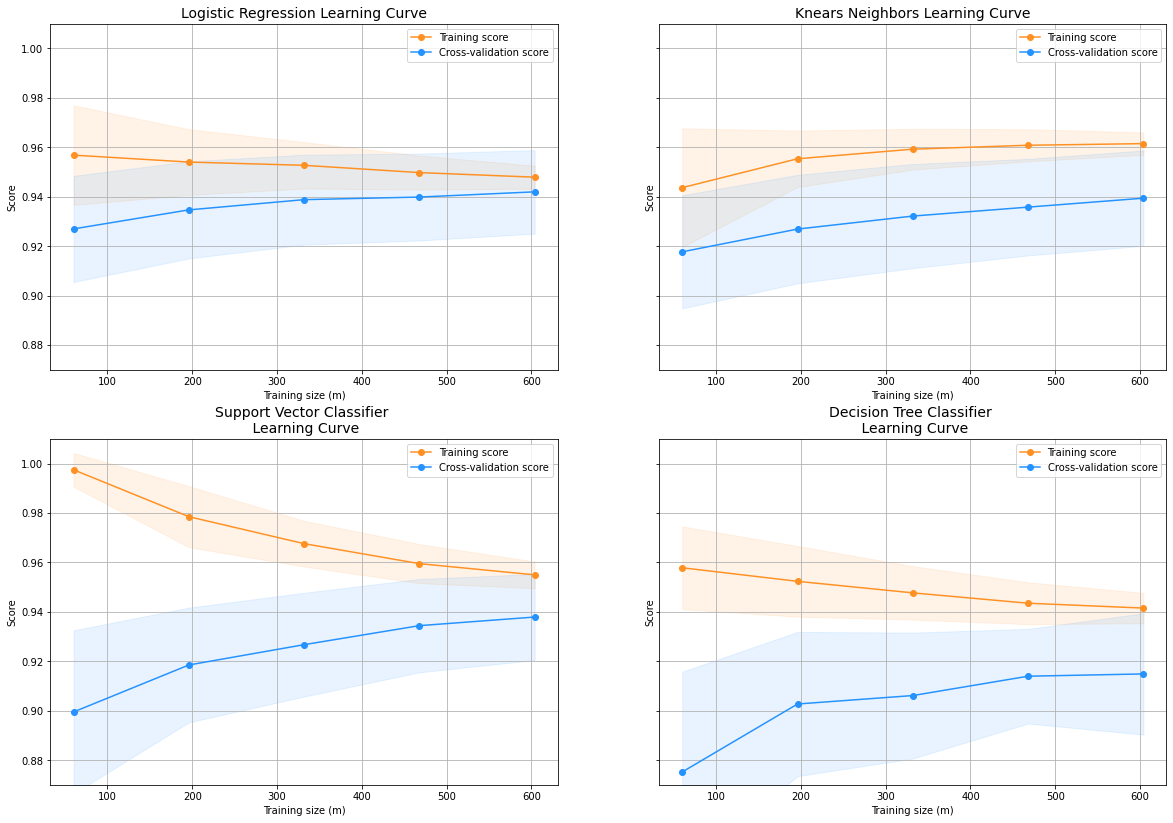 Logistic Regression Learning Curve
Training score
Cross-validation score
1.00
0.98
0.96
0.94
0.92
0.90
0.88
Score
100 200 300 400 500 600
Training size (m)
Knears Neighbors Learning Curve
Training score
Cross-validation score
Score
100 200 300 400 500 600
Training size (m)
Support Vector Classifier
Learning Curve
Training score
Cross-validation score
1.00
0.98
0.96
0.94
0.92
0.90
0.88
Score
100 200 300 400 500 600
Training size (m)
Decision Tree Classifier
Learning Curve
Training score
Cross-validation score
Score
100 200 300 400 500 600
Training size (m)